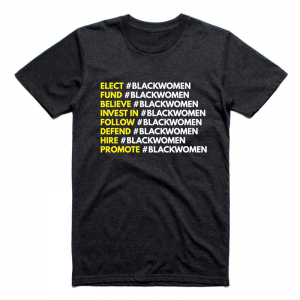 ELECT #BLACKWOMEN
FUND #BLACKWOMEN
BELIEVE #BLACKWOMEN
INVEST IN #BLACKWOMEN
FOLLOW #BLACKWOMEN
DEFEND #BLACKWOMEN
HIRE #BLACKWOMEN
PROMOTE #BLACKWOMEN